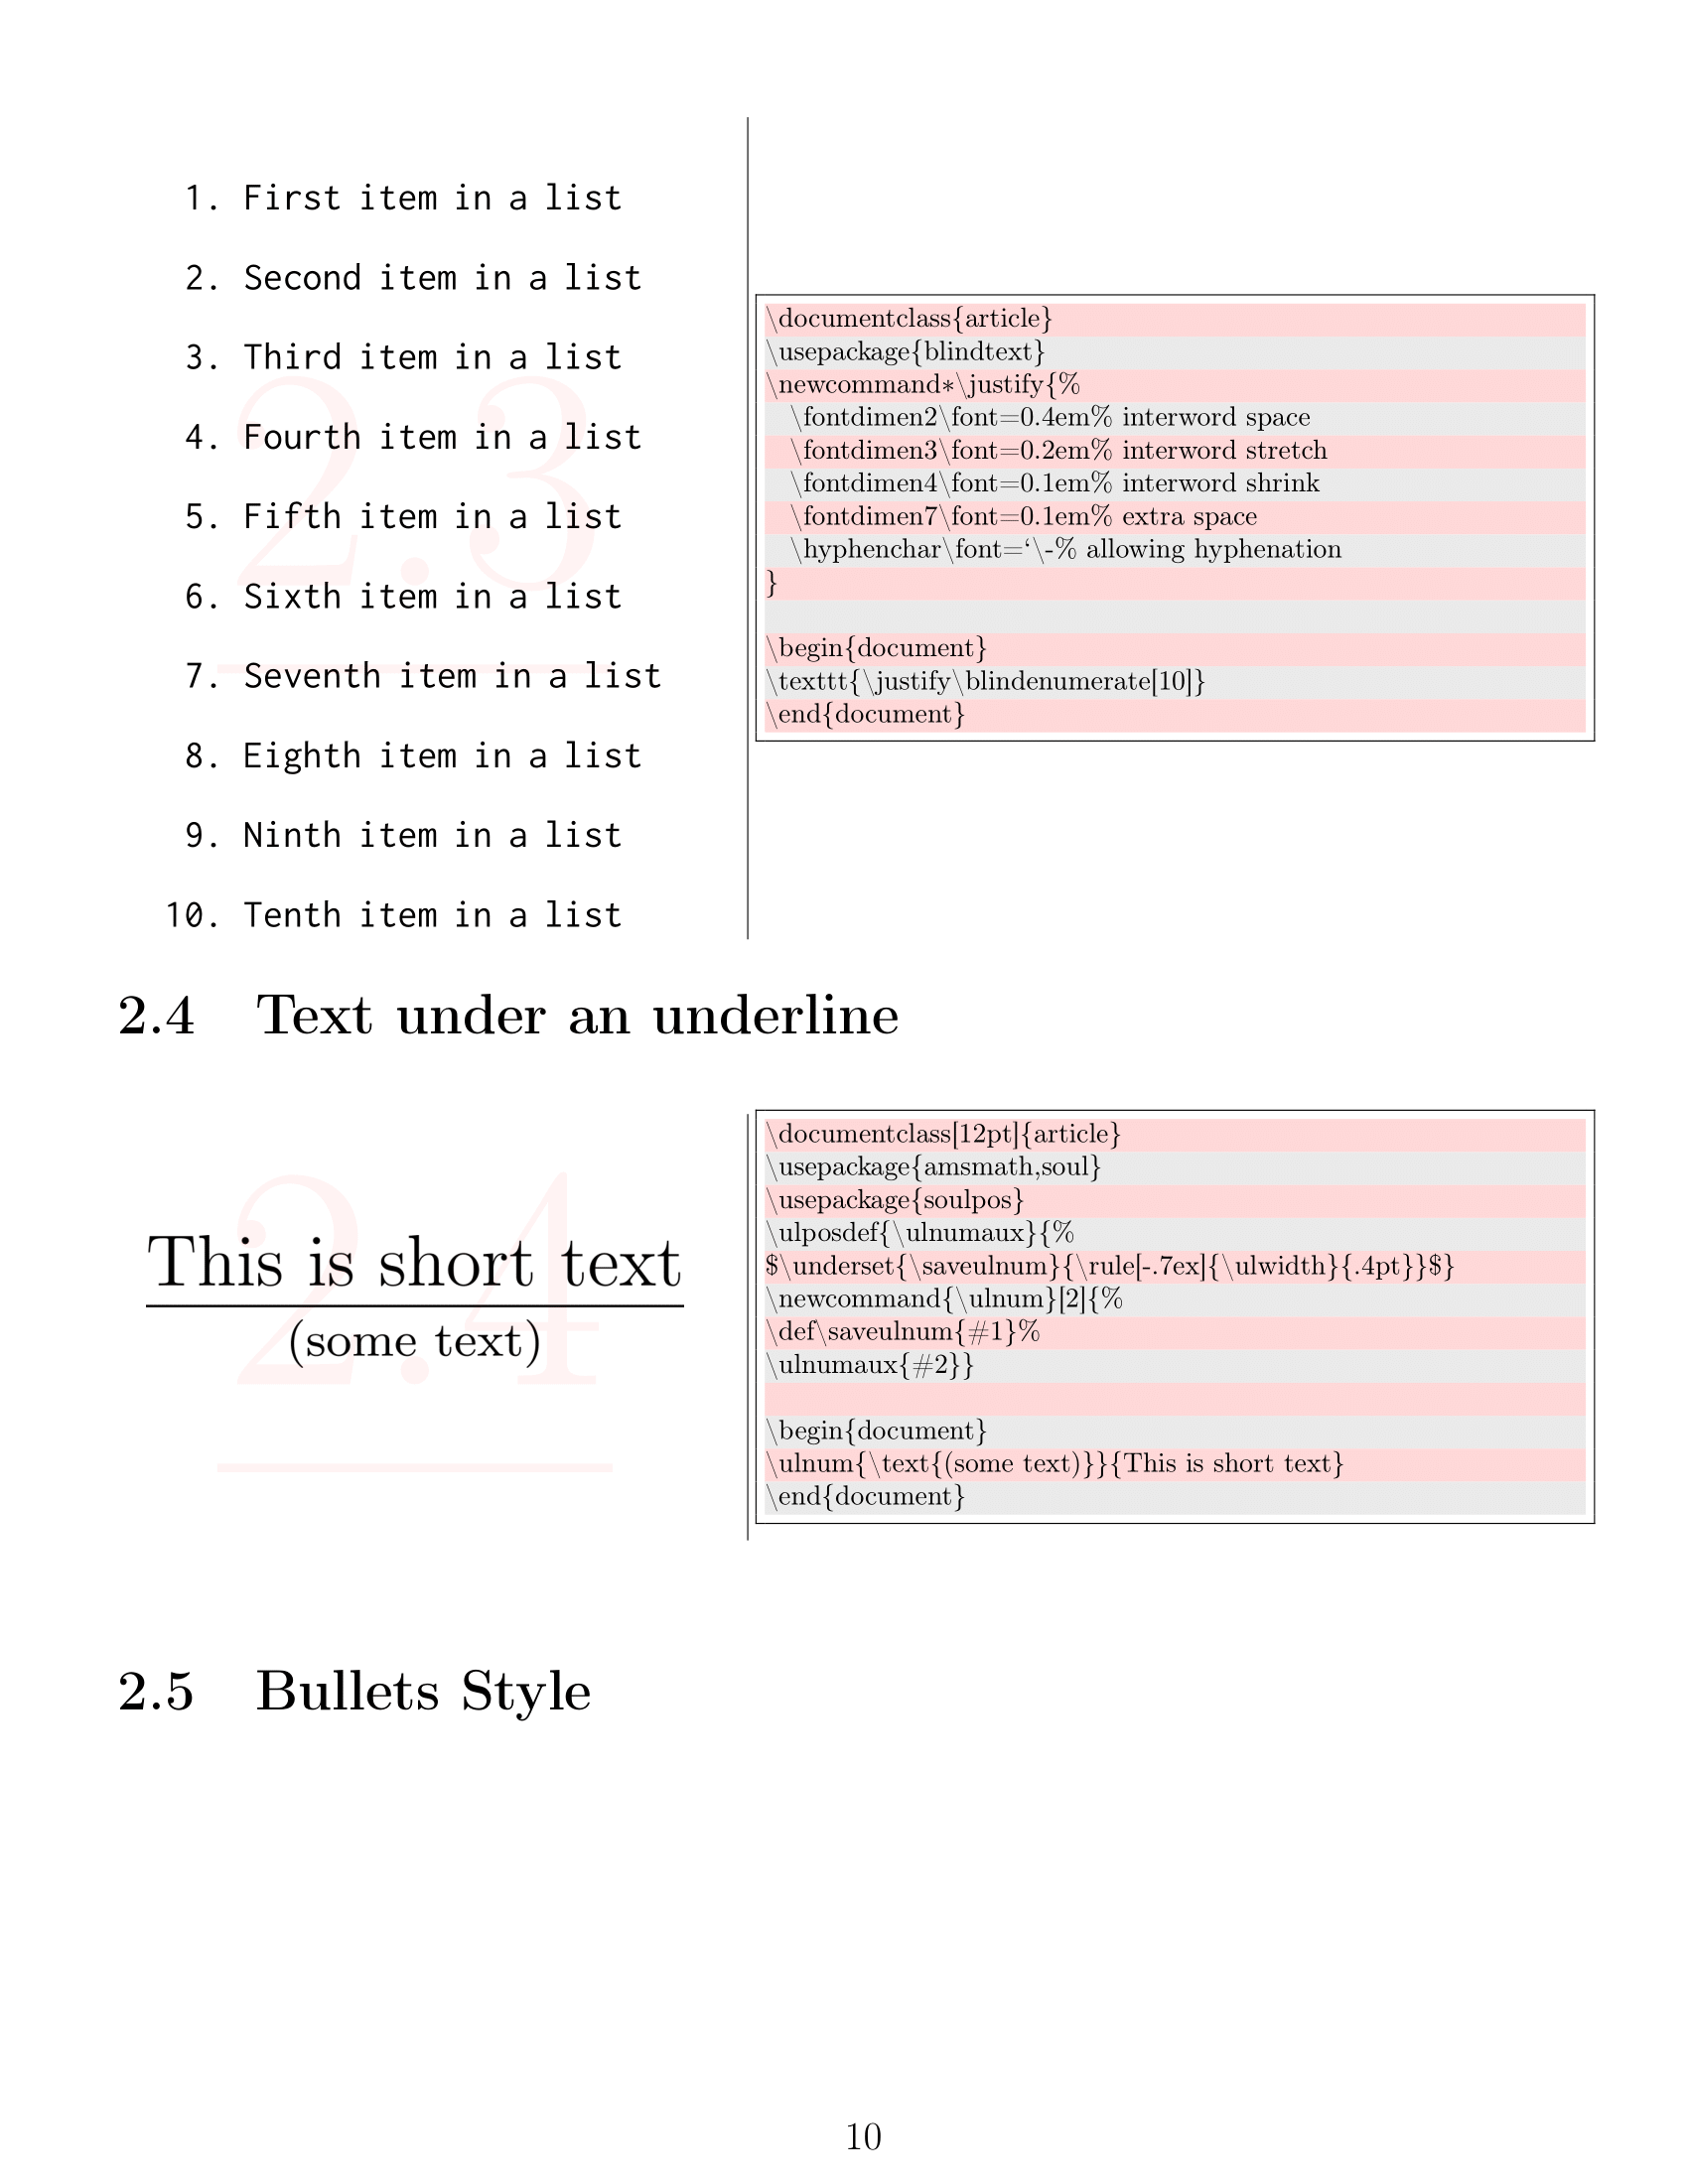 1. First item in a list
2. Second item in a list
3. Third item in a list
4. Fourth item in a list
5. Fifth item in a list
6. Sixth item in a list
7. Seventh item in a list
8. Eighth item in a list
9. Ninth item in a list
10. Tenth item in a list
2.3
\documentclass{article}
\usepackage{blindtext}
\newcommand*\justify{%
\fontdimen2\font=0.4em% interword space
\fontdimen3\font=0.2em% interword stretch
\fontdimen4\font=0.1em% interword shrink
\fontdimen7\font=0.1em% extra space
\hyphenchar\font=‘\-% allowing hyphenation
}
\begin{document}
\texttt{\justify\blindenumerate[10]}
\end{document}
2.4 Text under an underline
This is short text
(some text)
2.4
\documentclass[12pt]{article}
\usepackage{amsmath,soul}
\usepackage{soulpos}
\ulposdef{\ulnumaux}{%
$\underset{\saveulnum}{\rule[-.7ex]{\ulwidth}{.4pt}}$}
\newcommand{\ulnum}[2]{%
\def\saveulnum{#1}%
\ulnumaux{#2}}
\begin{document}
\ulnum{\text{(some text)}}{This is short text}
\end{document}
2.5 Bullets Style
10